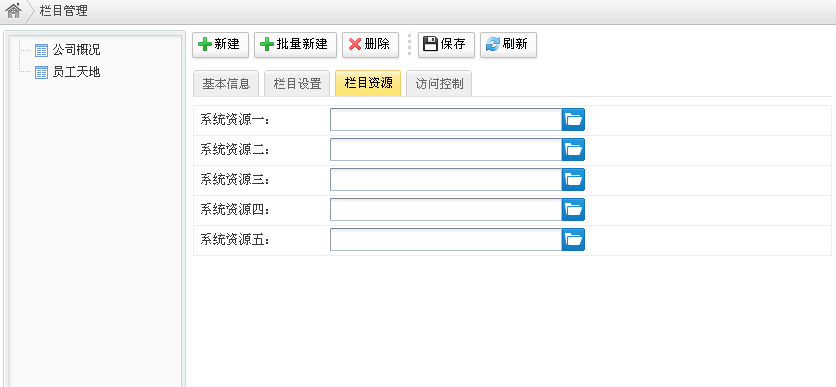 栏目管理
公司概况
员工天地
新建 批量新建 删除 保存 刷新
基本信息 栏目设置 栏目资源 访问控制
系统资源一：
系统资源二：
系统资源三：
系统资源四：
系统资源五：